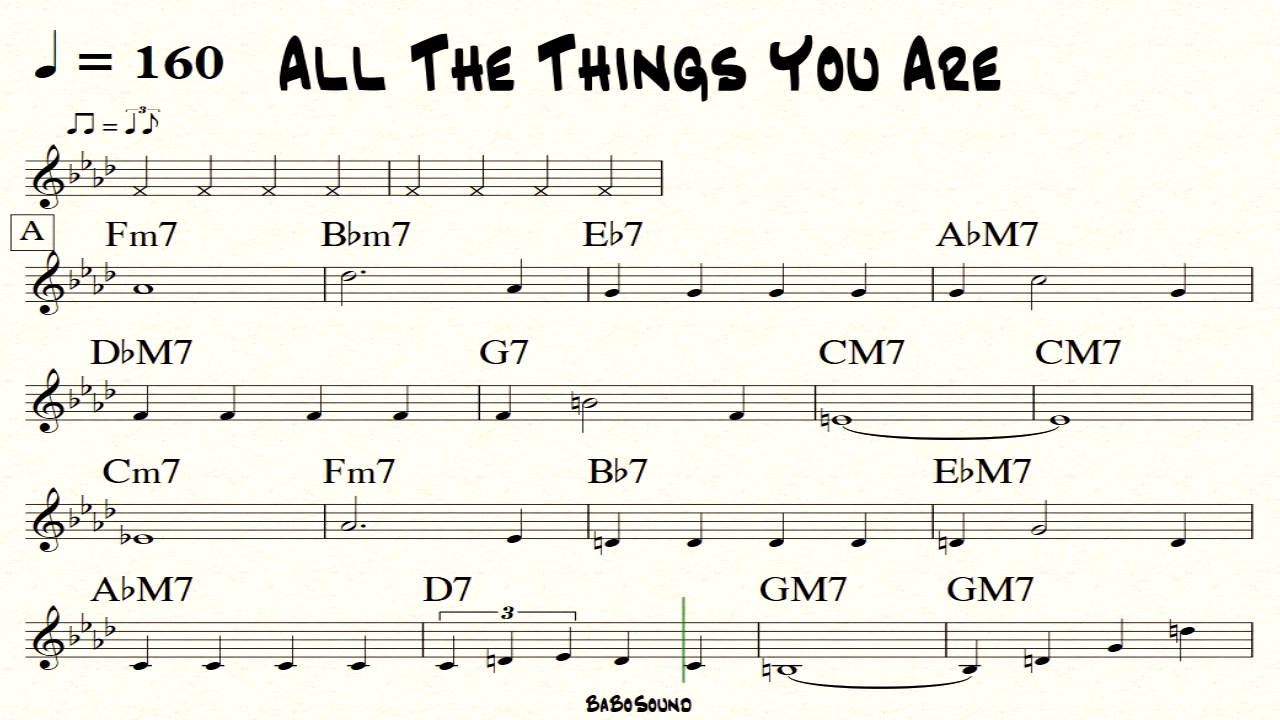 ♩ = 160 ALL THE THINGS YOU ARE
♫ = ♩♪ 3
A Fm7 B♭m7 E♭7 A♭M7
D♭M7 G7 CM7 CM7
Cm7 Fm7 B♭7 E♭M7
A♭M7 D7 GM7 GM7
3
BABOSOUND